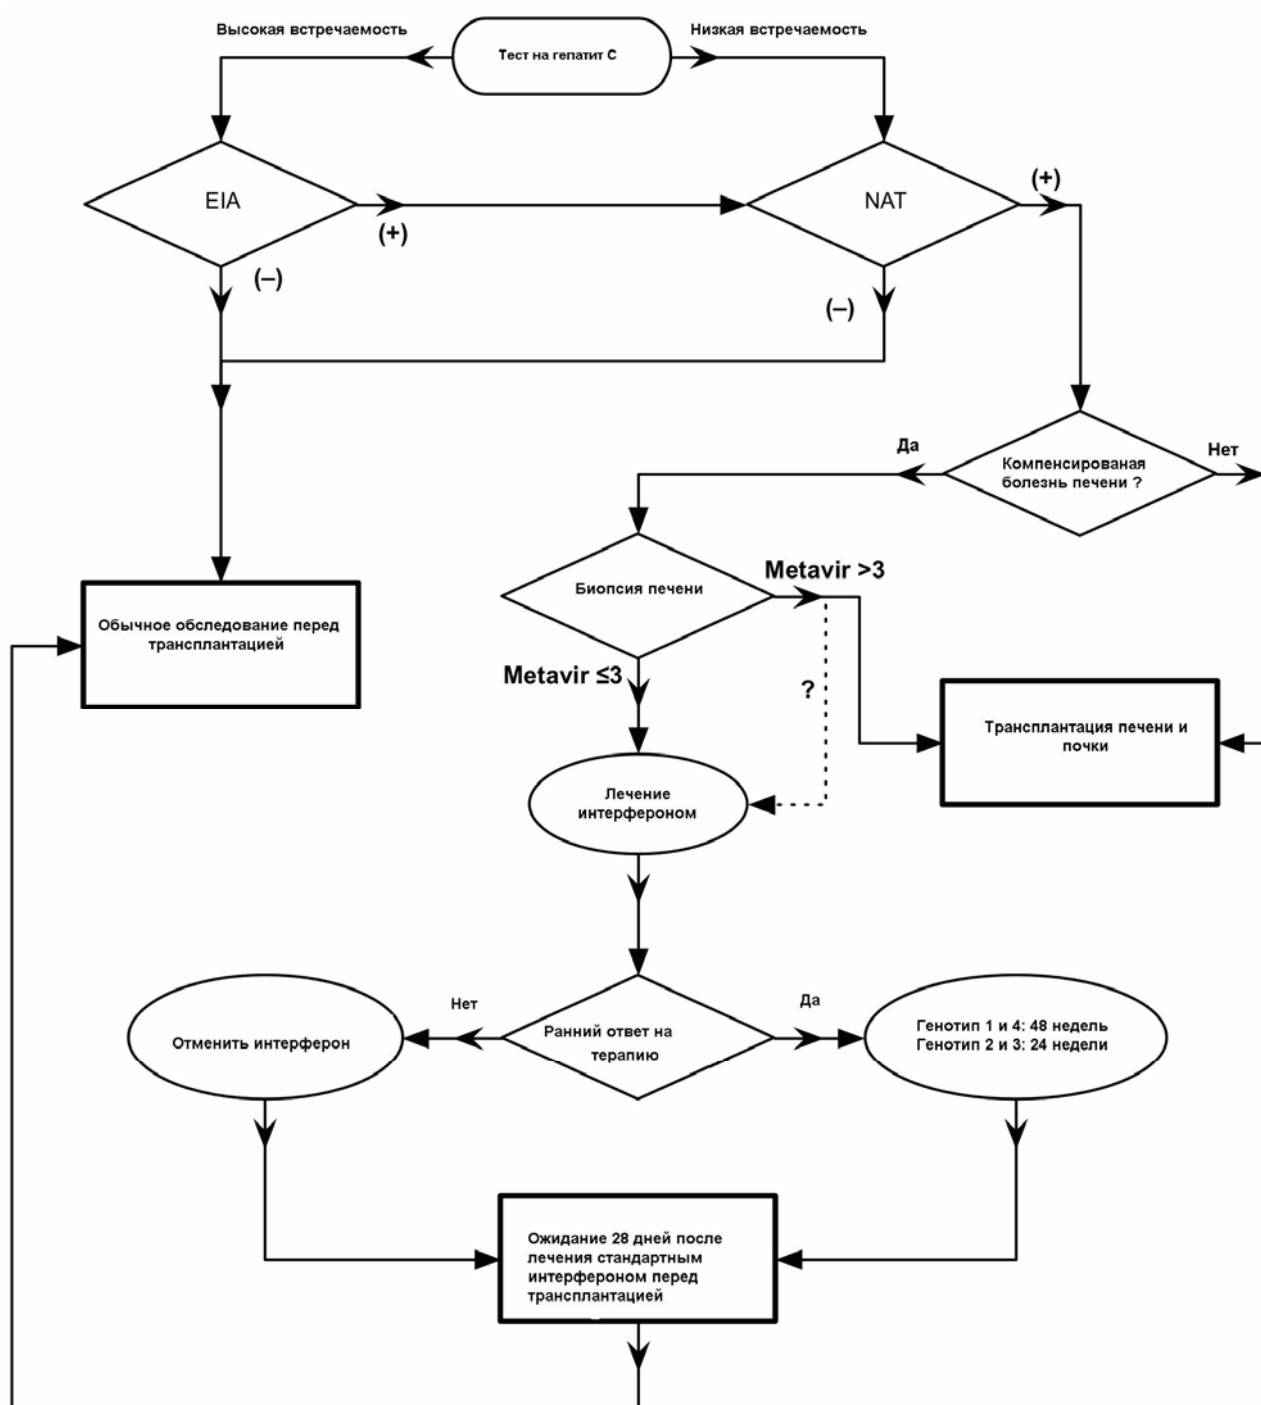 Высокая встречаемость
Тест на гепатит С
Низкая встречаемость
EIA
(+)
(–)
NAT
(+)
(–)
Да
Компенсированая
болезнь печени ?
Нет
Биопсия печени
Metavir >3
Metavir ≤3
?
Обычное обследование перед
трансплантацией
Трансплантация печени и
почки
Лечение
интерфероном
Нет
Ранний ответ на
терапию
Да
Отменить интерферон
Генотип 1 и 4: 48 недель
Генотип 2 и 3: 24 недели
Ожидание 28 дней после
лечения стандартным
интерфероном перед
трансплантацией